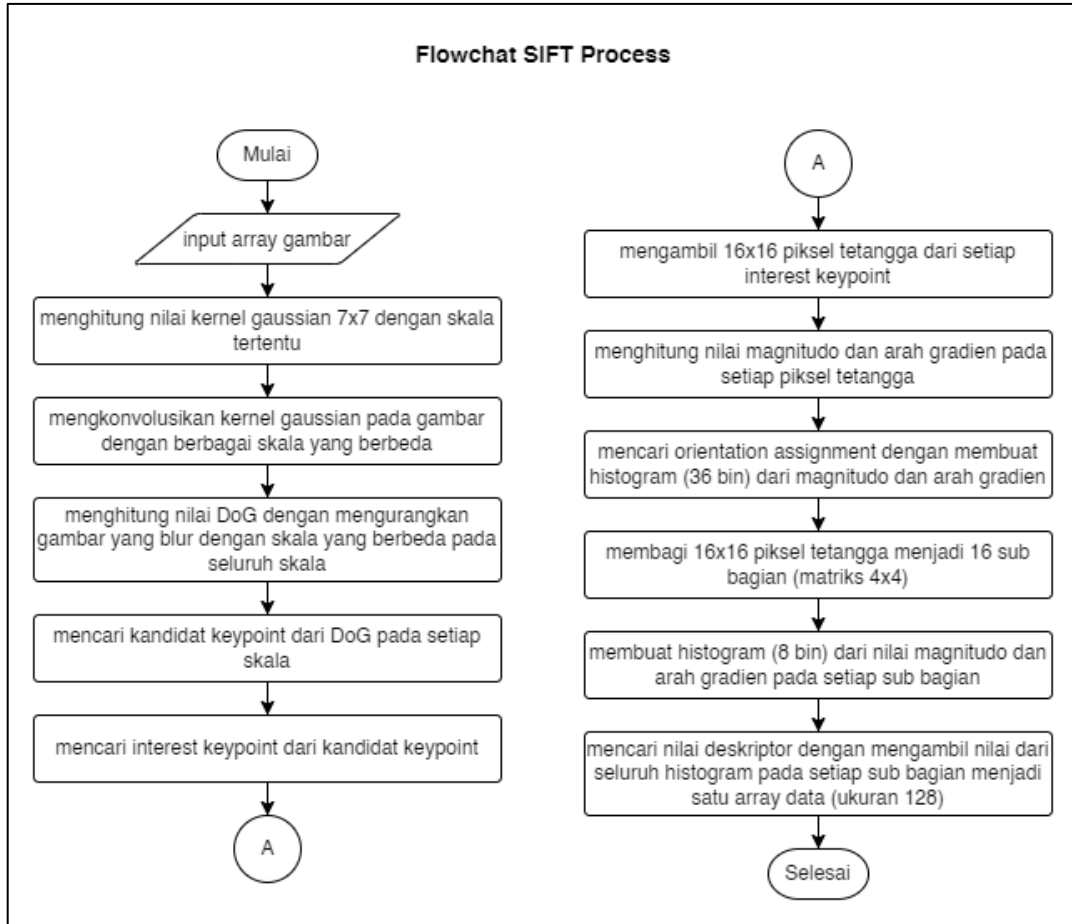 Flowchat SIFT Process
Mulai
input array gambar
menghitung nilai kernel gaussian 7x7 dengan skala
tertentu
mengkonvolusikan kernel gaussian pada gambar
dengan berbagai skala yang berbeda
menghitung nilai DoG dengan mengurangkan
gambar yang blur dengan skala yang berbeda pada
seluruh skala
mencari kandidat keypoint dari DoG pada setiap
skala
mencari interest keypoint dari kandidat keypoint
A
A
mengambil 16x16 piksel tetangga dari setiap
interest keypoint
menghitung nilai magnitudo dan arah gradien pada
setiap piksel tetangga
mencari orientation assignment dengan membuat
histogram (36 bin) dari magnitudo dan arah gradien
membagi 16x16 piksel tetangga menjadi 16 sub
bagian (matriks 4x4)
membuat histogram (8 bin) dari nilai magnitudo dan
arah gradien pada setiap sub bagian
mencari nilai deskriptor dengan mengambil nilai dari
seluruh histogram pada setiap sub bagian menjadi
satu array data (ukuran 128)
Selesai